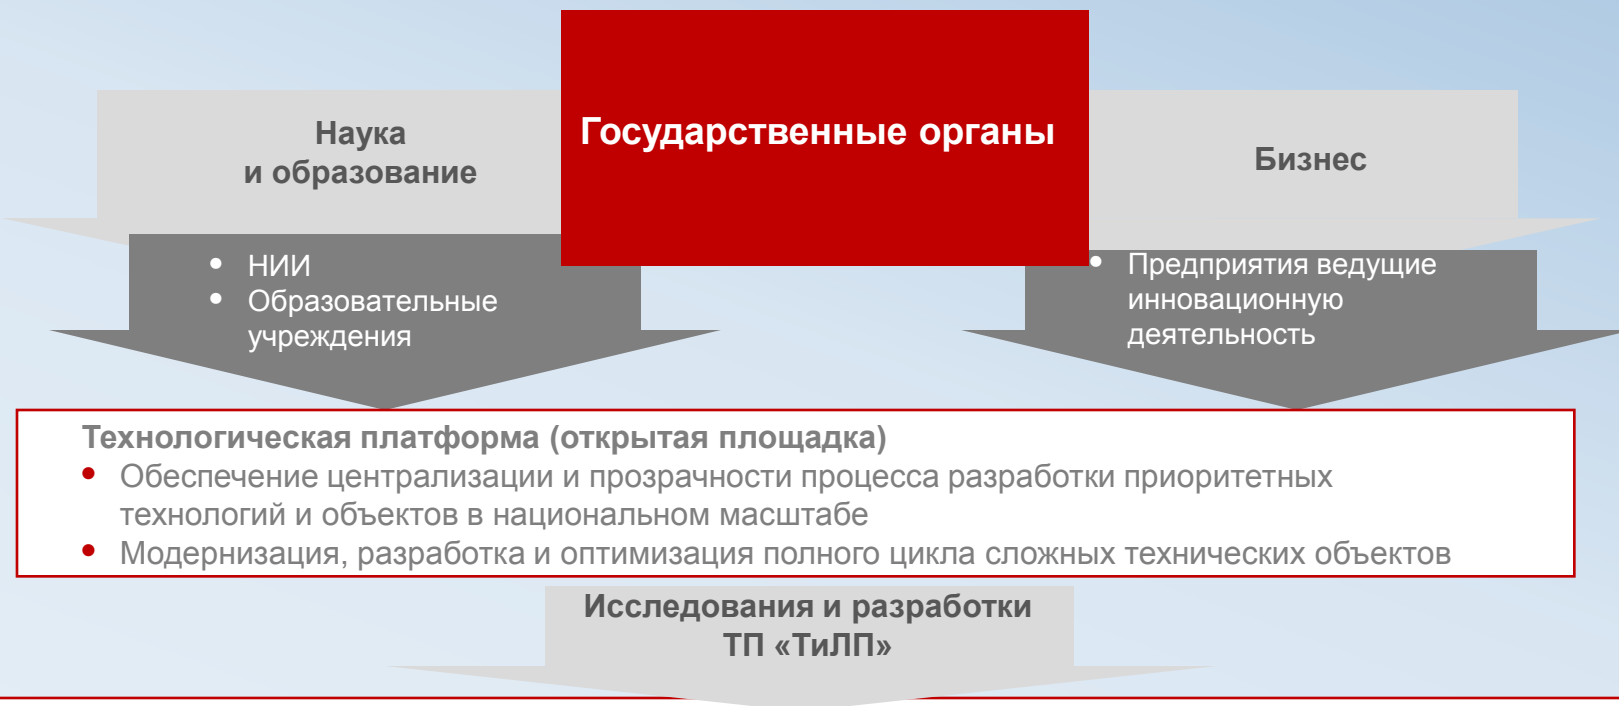 Наука
и образование
Государственные органы
Бизнес
• НИИ
• Образовательные
учреждения
• Предприятия ведущие
инновационную
деятельность
Технологическая платформа (открытая площадка)
• Обеспечение централизации и прозрачности процесса разработки приоритетных
технологий и объектов в национальном масштабе
• Модернизация, разработка и оптимизация полного цикла сложных технических объектов
Исследования и разработки
ТП «ТиЛП»